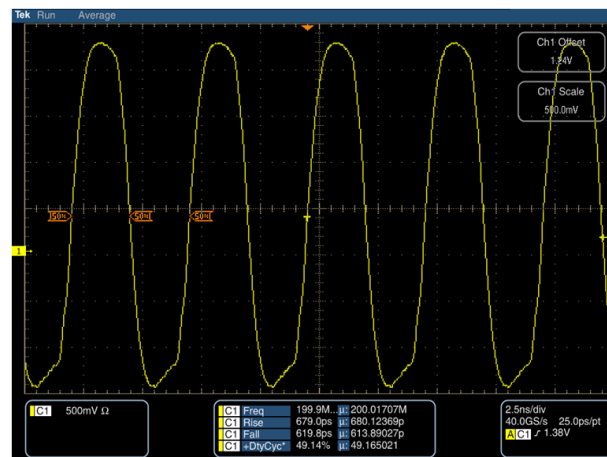 Tek Run Average
Ch1 Offset
1.24V
Ch1 Scale
500.0mV
50% 50% 50%
1
C1 500mV Ω
C1 Freq 199.9M... µ: 200.01707M
C1 Rise 679.0ps µ: 680.12369p
C1 Fall 619.8ps µ: 613.89027p
C1 +DtyCyc* 49.14% µ: 49.165021
2.5ns/div
40.0GS/s 25.0ps/pt
A C1 1.38V